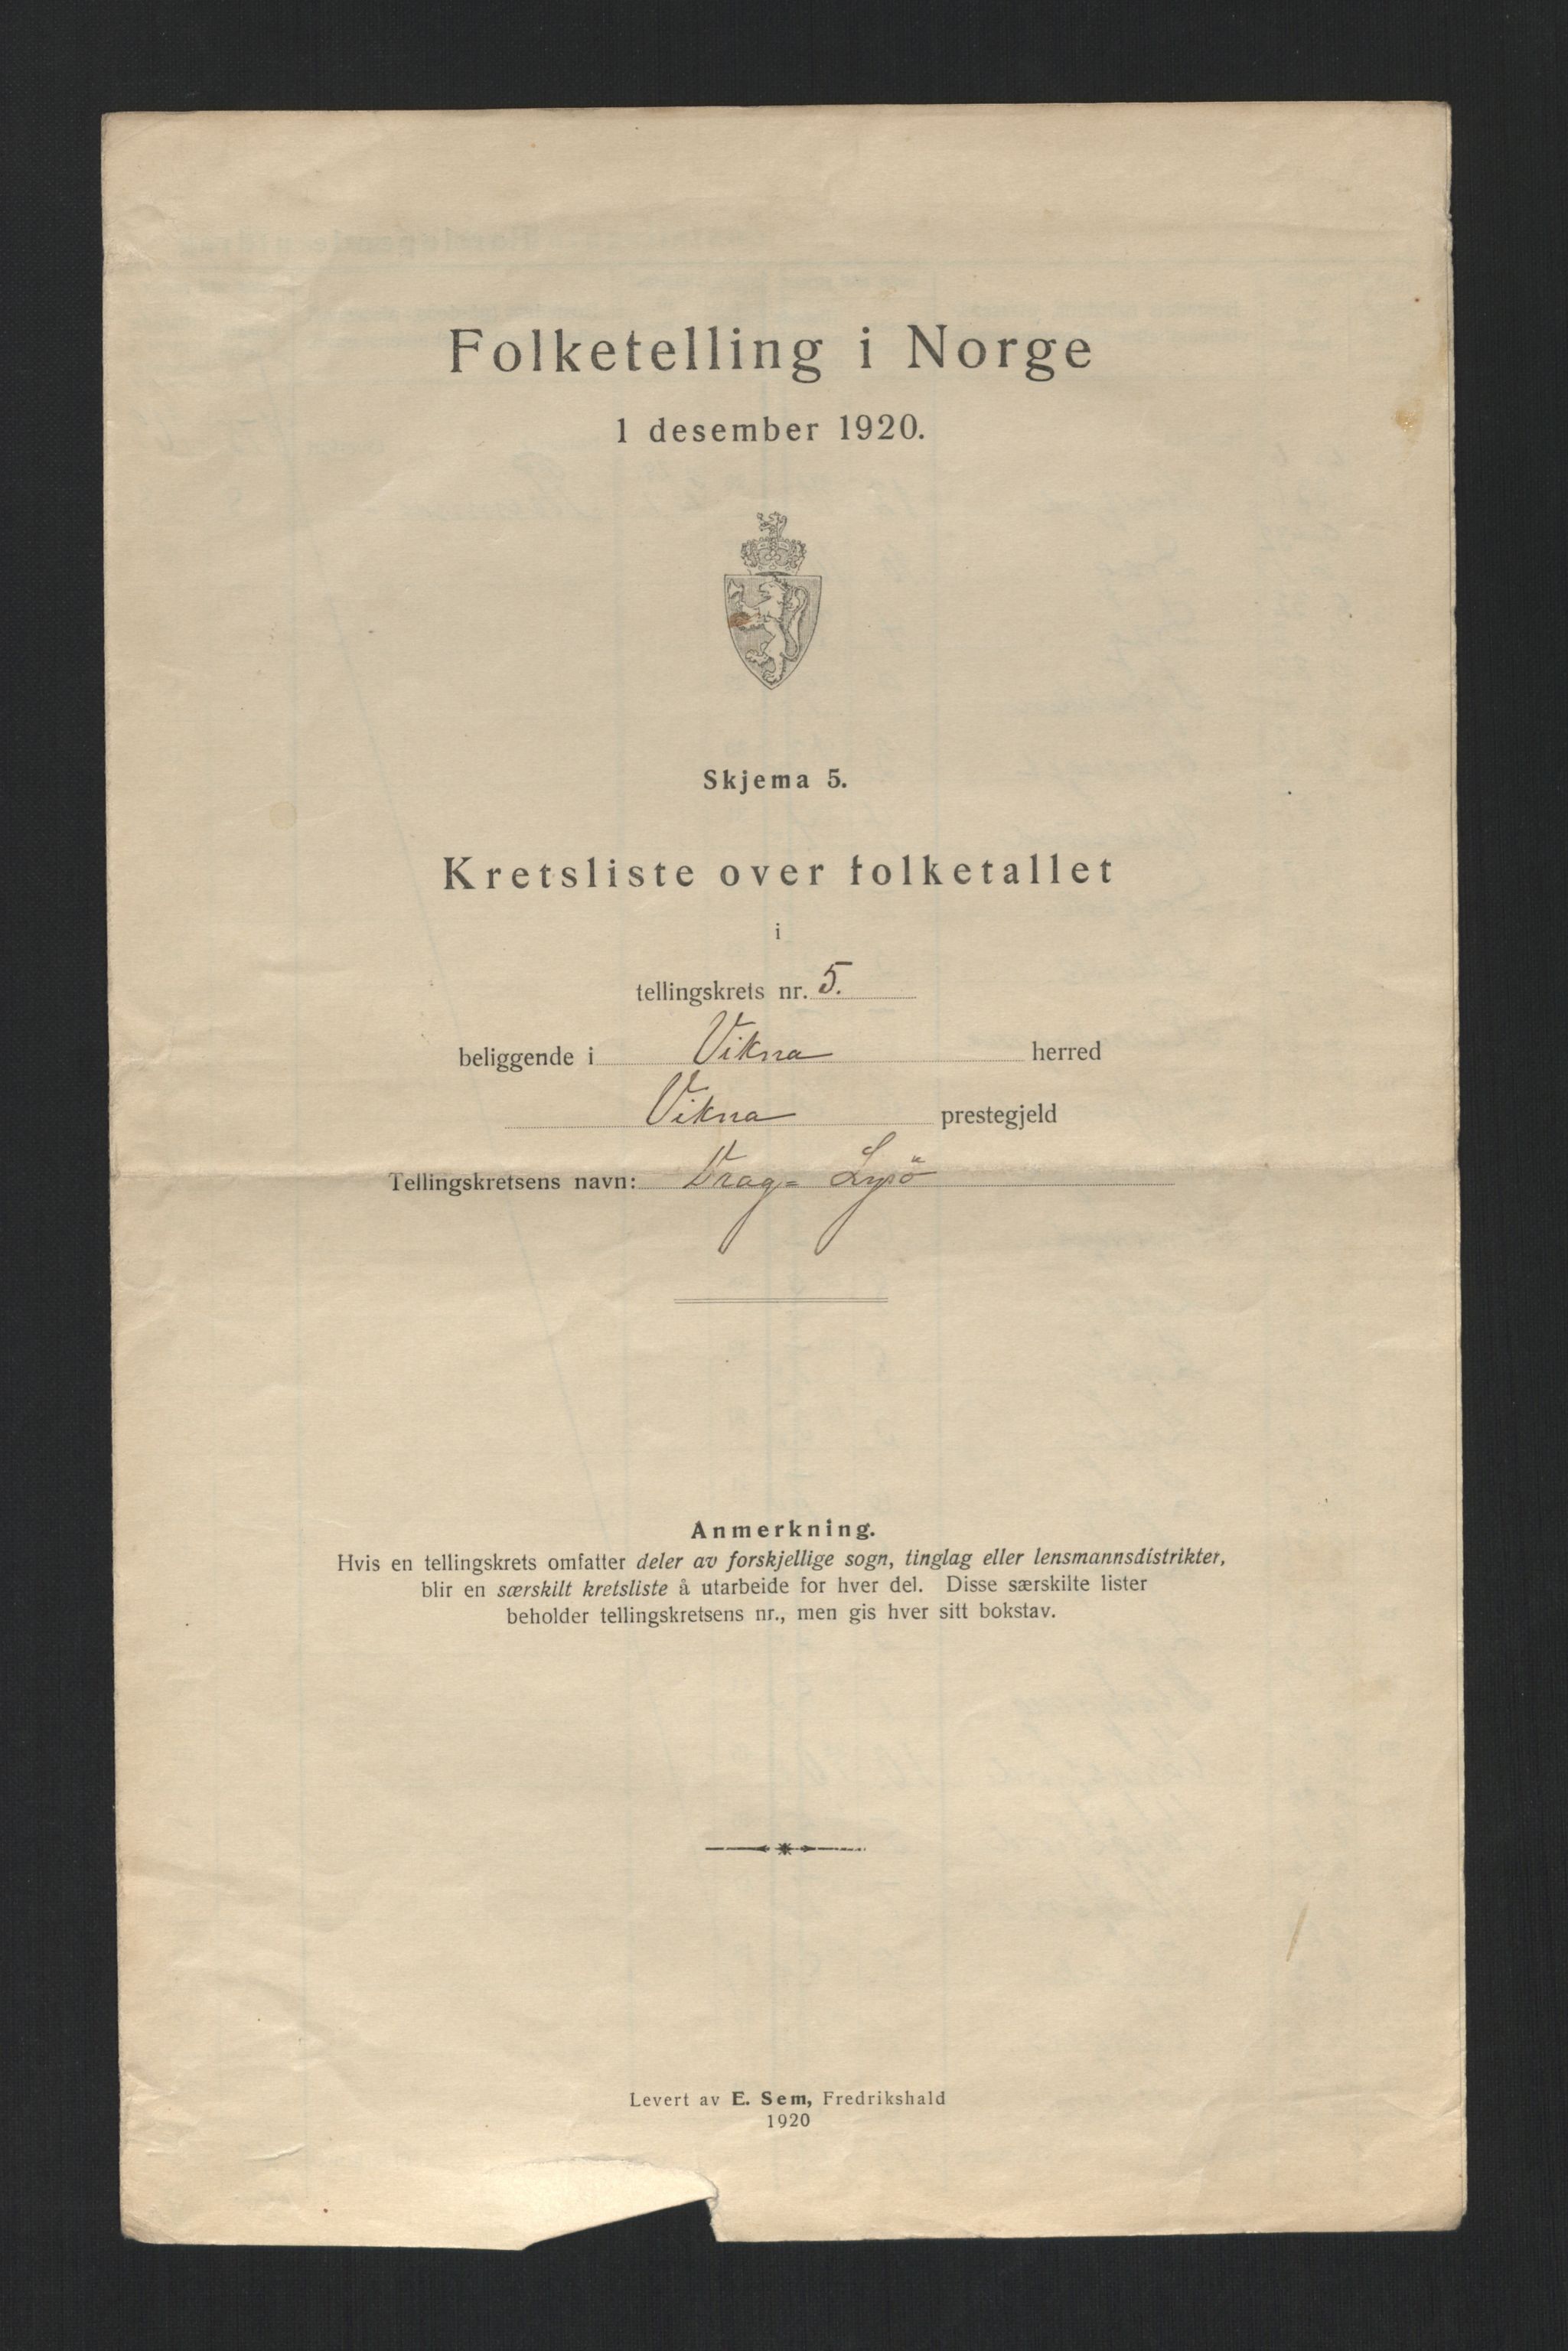 Folketelling i Norge
1 desember 1920.
Skjema 5.
Kretsliste over folketallet
i
tellingskrets nr. 5.
beliggende i Vikna herred
Vikna prestegjeld
Tellingskretsens navn: Drag= Lysö
Anmerkning.
Hvis en tellingskrets omfatter deler av forskjellige sogn, tinglag eller lensmannsdistrikter,
blir en særskilt kretsliste å utarbeide for hver del. Disse særskilte lister
beholder tellingskretsens nr., men gis hver sitt bokstav.
Levert av E. Sem, Fredrikshald
1920